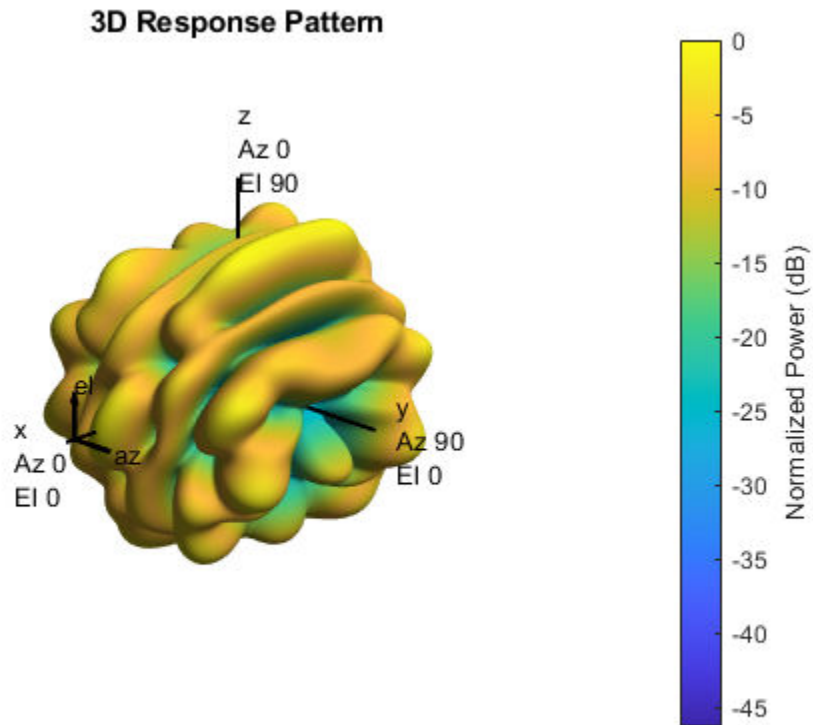 3D Response Pattern
z
Az 0
El 90
el
x
Az 0
El 0
az
y
Az 90
El 0
0
-5
-10
-15
-20
-25
-30
-35
-40
-45
Normalized Power (dB)